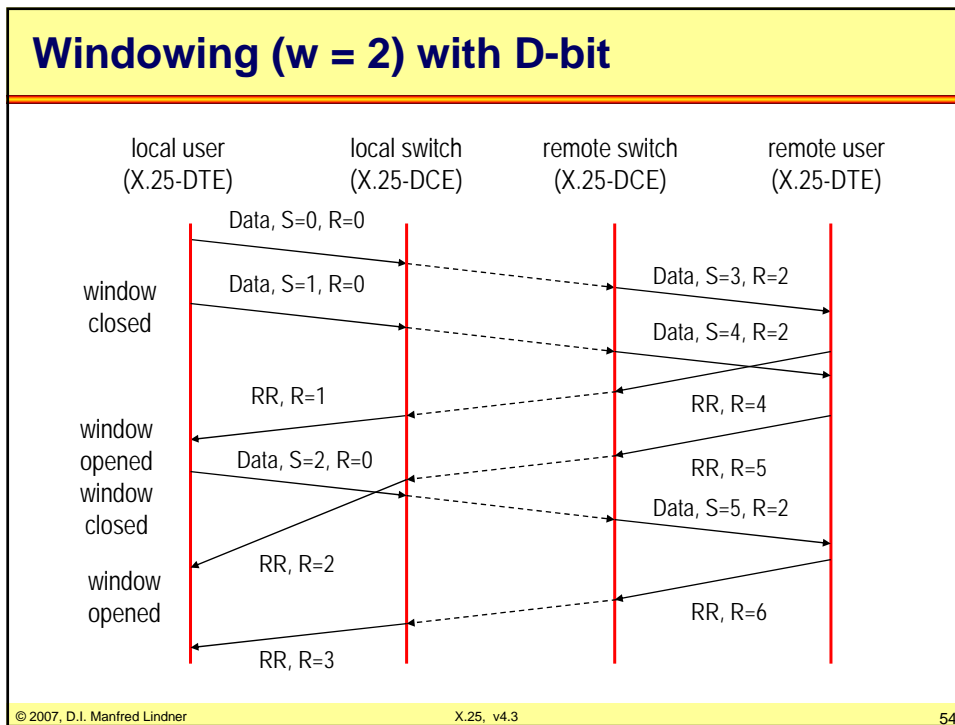 Windowing (w = 2) with D-bit
local user
(X.25-DTE)
local switch
(X.25-DCE)
remote switch
(X.25-DCE)
remote user
(X.25-DTE)
Data, S=0, R=0
Data, S=3, R=2
window
closed
Data, S=1, R=0
Data, S=4, R=2
RR, R=1
RR, R=4
window
opened
Data, S=2, R=0
RR, R=5
window
closed
Data, S=5, R=2
RR, R=2
window
opened
RR, R=6
RR, R=3
© 2007, D.I. Manfred Lindner
X.25, v4.3
54